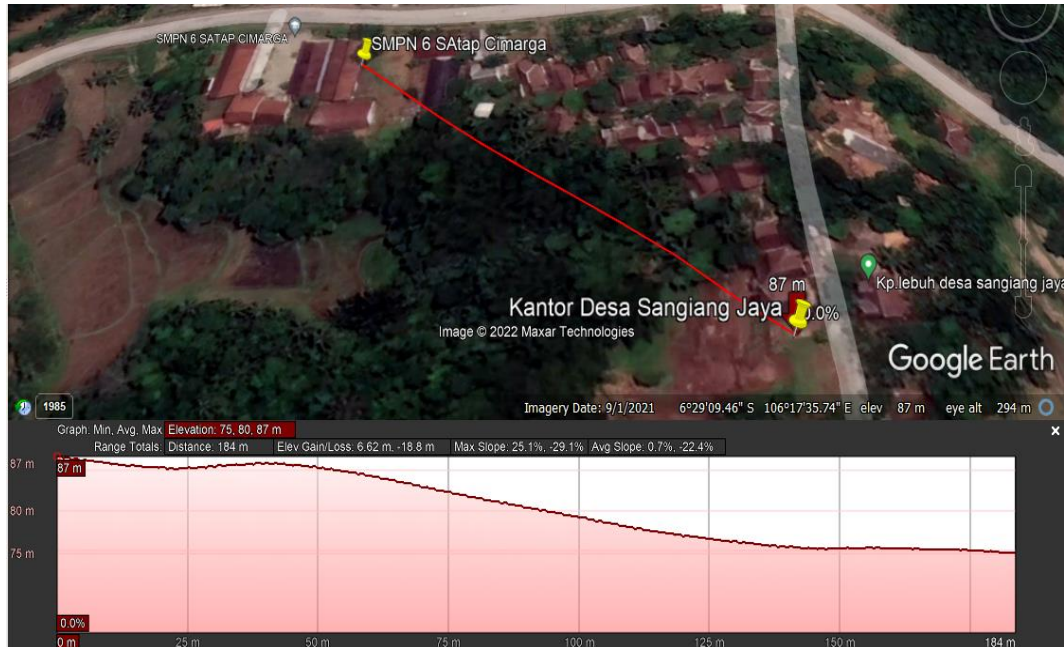 SMPN 6 SATAP CIMARGA
SMPN 6 SAtap Cimarga
87 m
Kp.lebuh desa sangiang jaya
Kantor Desa Sangiang Jaya
0.0%
Image © 2022 Maxar Technologies
Google Earth
1985
Imagery Date: 9/1/2021 6°29'09.46" S 106°17'35.74" E elev 87 m eye alt 294 m
Graph: Min, Avg, Max Elevation: 75, 80, 87 m
Range Totals: Distance: 184 m Elev Gain/Loss: 6.62 m, -18.8 m Max Slope: 25.1%, -29.1% Avg Slope: 0.7%, -22.4%
87 m
87 m
80 m
75 m
0.0%
0 m 25 m 50 m 75 m 100 m 125 m 150 m 184 m